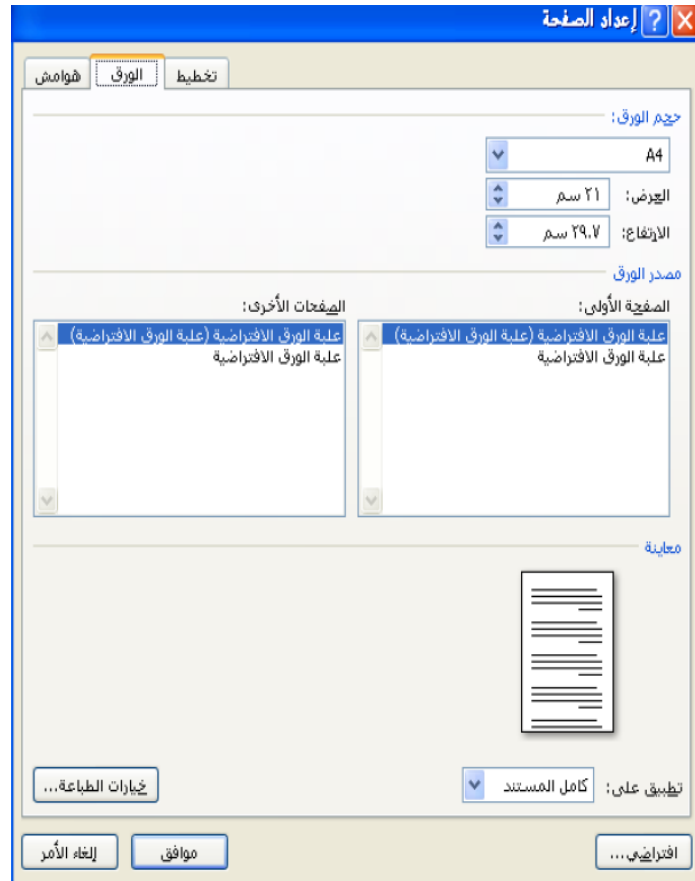 إعداد الصفحة
هوامش
الورق
تخطيط
حجم الورق:
A4
العرض: ٢١ سم
الارتفاع: ٢٩.٧ سم
مصدر الورق
الصفحة الأولى:
علبة الورق الافتراضية (علبة الورق الافتراضية)
علبة الورق الافتراضية
الصفحات الأخرى:
علبة الورق الافتراضية (علبة الورق الافتراضية)
علبة الورق الافتراضية
معاينة
تطبيق على: كامل المستند
خيارات الطباعة...
افتراضي...
موافق
إلغاء الأمر